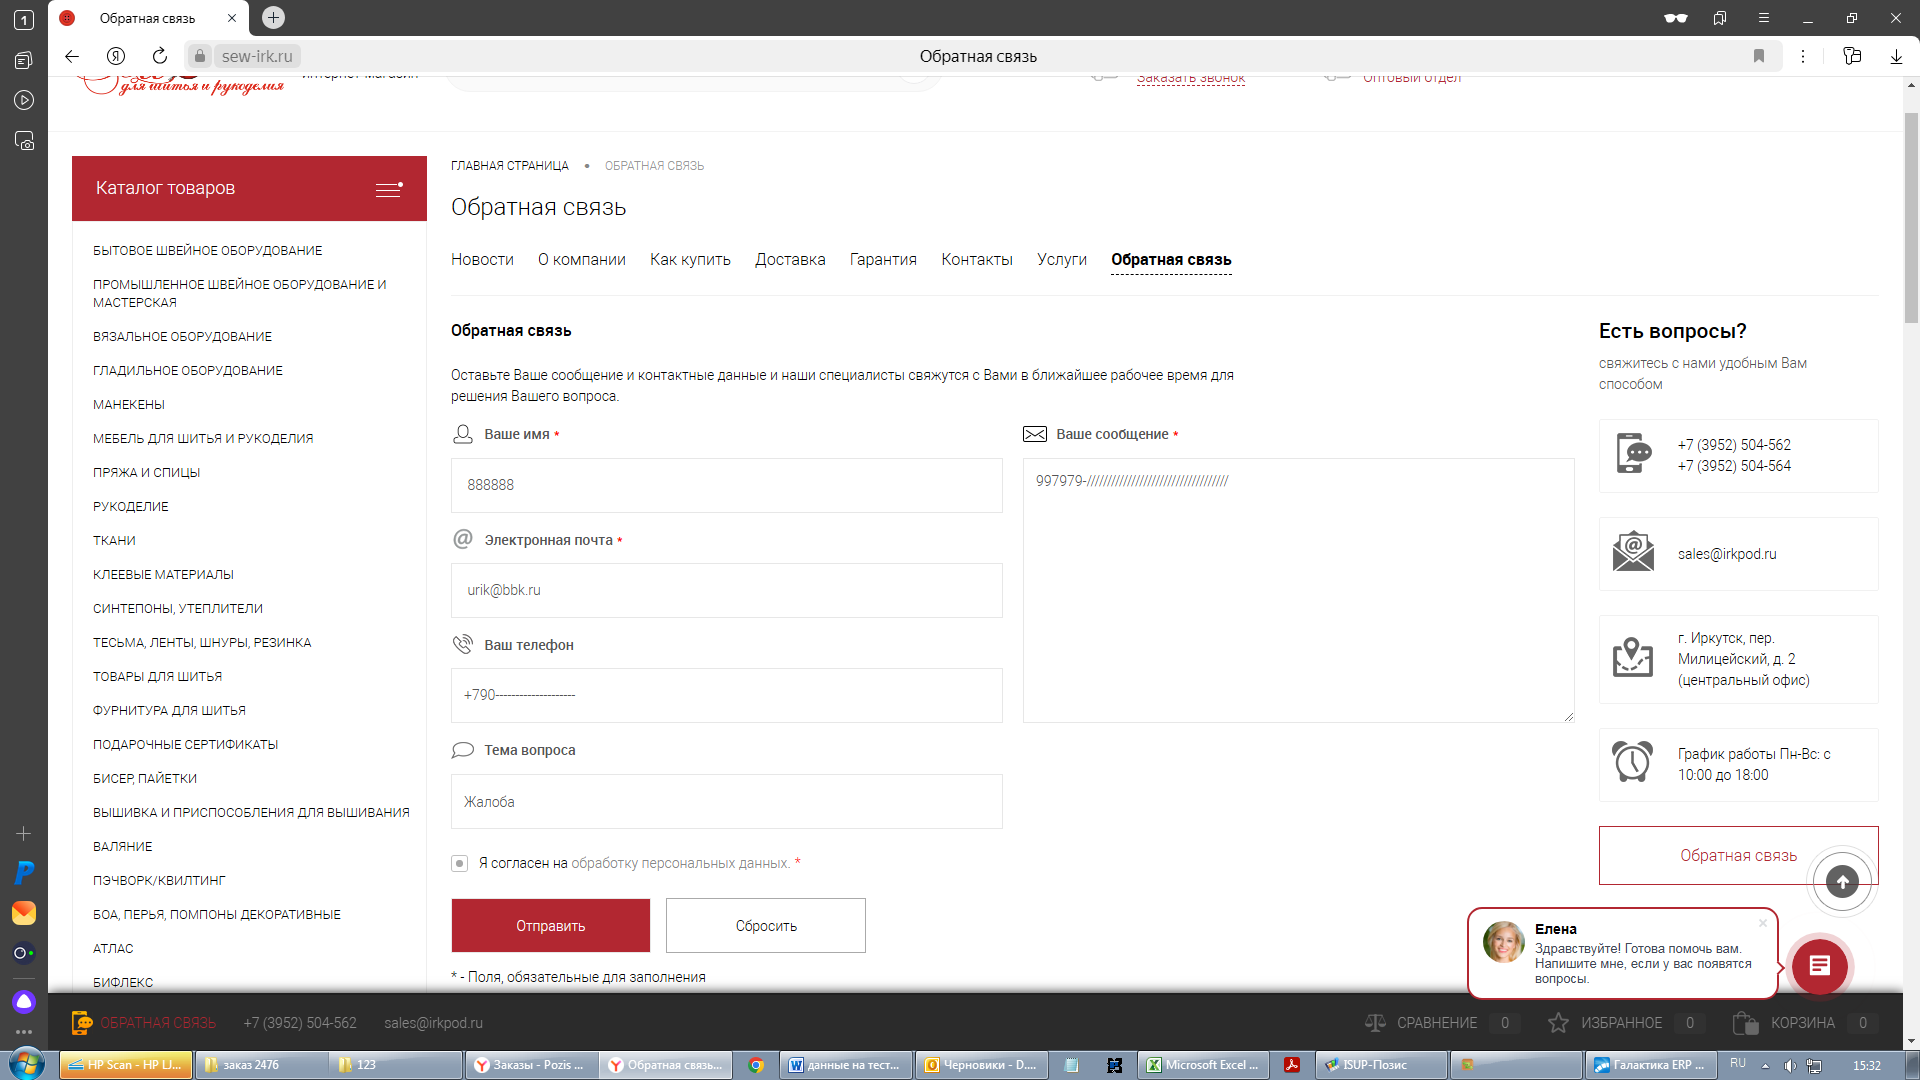 1
Обратная связь
sew-irk.ru
Обратная связь
для шитья и рукоделия
интернет-магазин
Заказать звонок
Оптовый отдел
Каталог товаров
БЫТОВОЕ ШВЕЙНОЕ ОБОРУДОВАНИЕ
ПРОМЫШЛЕННОЕ ШВЕЙНОЕ ОБОРУДОВАНИЕ И
МАСТЕРСКАЯ
ВЯЗАЛЬНОЕ ОБОРУДОВАНИЕ
ГЛАДИЛЬНОЕ ОБОРУДОВАНИЕ
МАНЕКЕНЫ
МЕБЕЛЬ ДЛЯ ШИТЬЯ И РУКОДЕЛИЯ
ПРЯЖА И СПИЦЫ
РУКОДЕЛИЕ
ТКАНИ
КЛЕЕВЫЕ МАТЕРИАЛЫ
СИНТЕПОНЫ, УТЕПЛИТЕЛИ
ТЕСЬМА, ЛЕНТЫ, ШНУРЫ, РЕЗИНКА
ТОВАРЫ ДЛЯ ШИТЬЯ
ФУРНИТУРА ДЛЯ ШИТЬЯ
ПОДАРОЧНЫЕ СЕРТИФИКАТЫ
БИСЕР, ПАЙЕТКИ
ВЫШИВКА И ПРИСПОСОБЛЕНИЯ ДЛЯ ВЫШИВАНИЯ
ВАЛЯНИЕ
ПЭЧВОРК/КВИЛТИНГ
БОА, ПЕРЬЯ, ПОМПОНЫ ДЕКОРАТИВНЫЕ
АТЛАС
БИФЛЕКС
ГЛАВНАЯ СТРАНИЦА • ОБРАТНАЯ СВЯЗЬ
Обратная связь
Новости О компании Как купить Доставка Гарантия Контакты Услуги Обратная связь
Обратная связь
Оставьте Ваше сообщение и контактные данные и наши специалисты свяжутся с Вами в ближайшее рабочее время для
решения Вашего вопроса.
Ваше имя *
888888
Электронная почта *
urik@bbk.ru
Ваш телефон
+790--------------------
Тема вопроса
Жалоба
Ваше сообщение *
997979-///////////////////////////////////
Я согласен на обработку персональных данных. *
Отправить
Сбросить
* - Поля, обязательные для заполнения
Есть вопросы?
свяжитесь с нами удобным Вам
способом
+7 (3952) 504-562
+7 (3952) 504-564
sales@irkpod.ru
г. Иркутск, пер.
Милицейский, д. 2
(центральный офис)
График работы Пн-Вс: с
10:00 до 18:00
Обратная связь
Елена
Здравствуйте! Готова помочь вам.
Напишите мне, если у вас появятся
вопросы.
ОБРАТНАЯ СВЯЗЬ +7 (3952) 504-562 sales@irkpod.ru
СРАВНЕНИЕ 0 ИЗБРАННОЕ 0 КОРЗИНА 0
HP Scan - HP LJ... заказ 2476 123 Заказы - Pozis ... Обратная связь... данные на тест... Черновики - D.... Microsoft Excel ... ISUP-Позис Галактика ERP ... RU 15:32